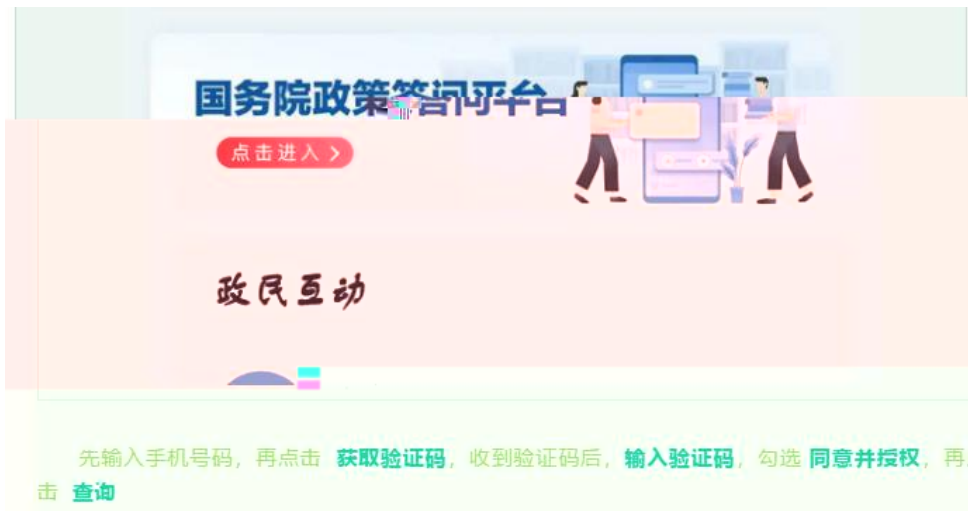 国务院政策答问平台
点击进入 >
政民互动
先输入手机号码，再点击 获取验证码，收到验证码后，输入验证码，勾选 同意并授权，再
击 查询